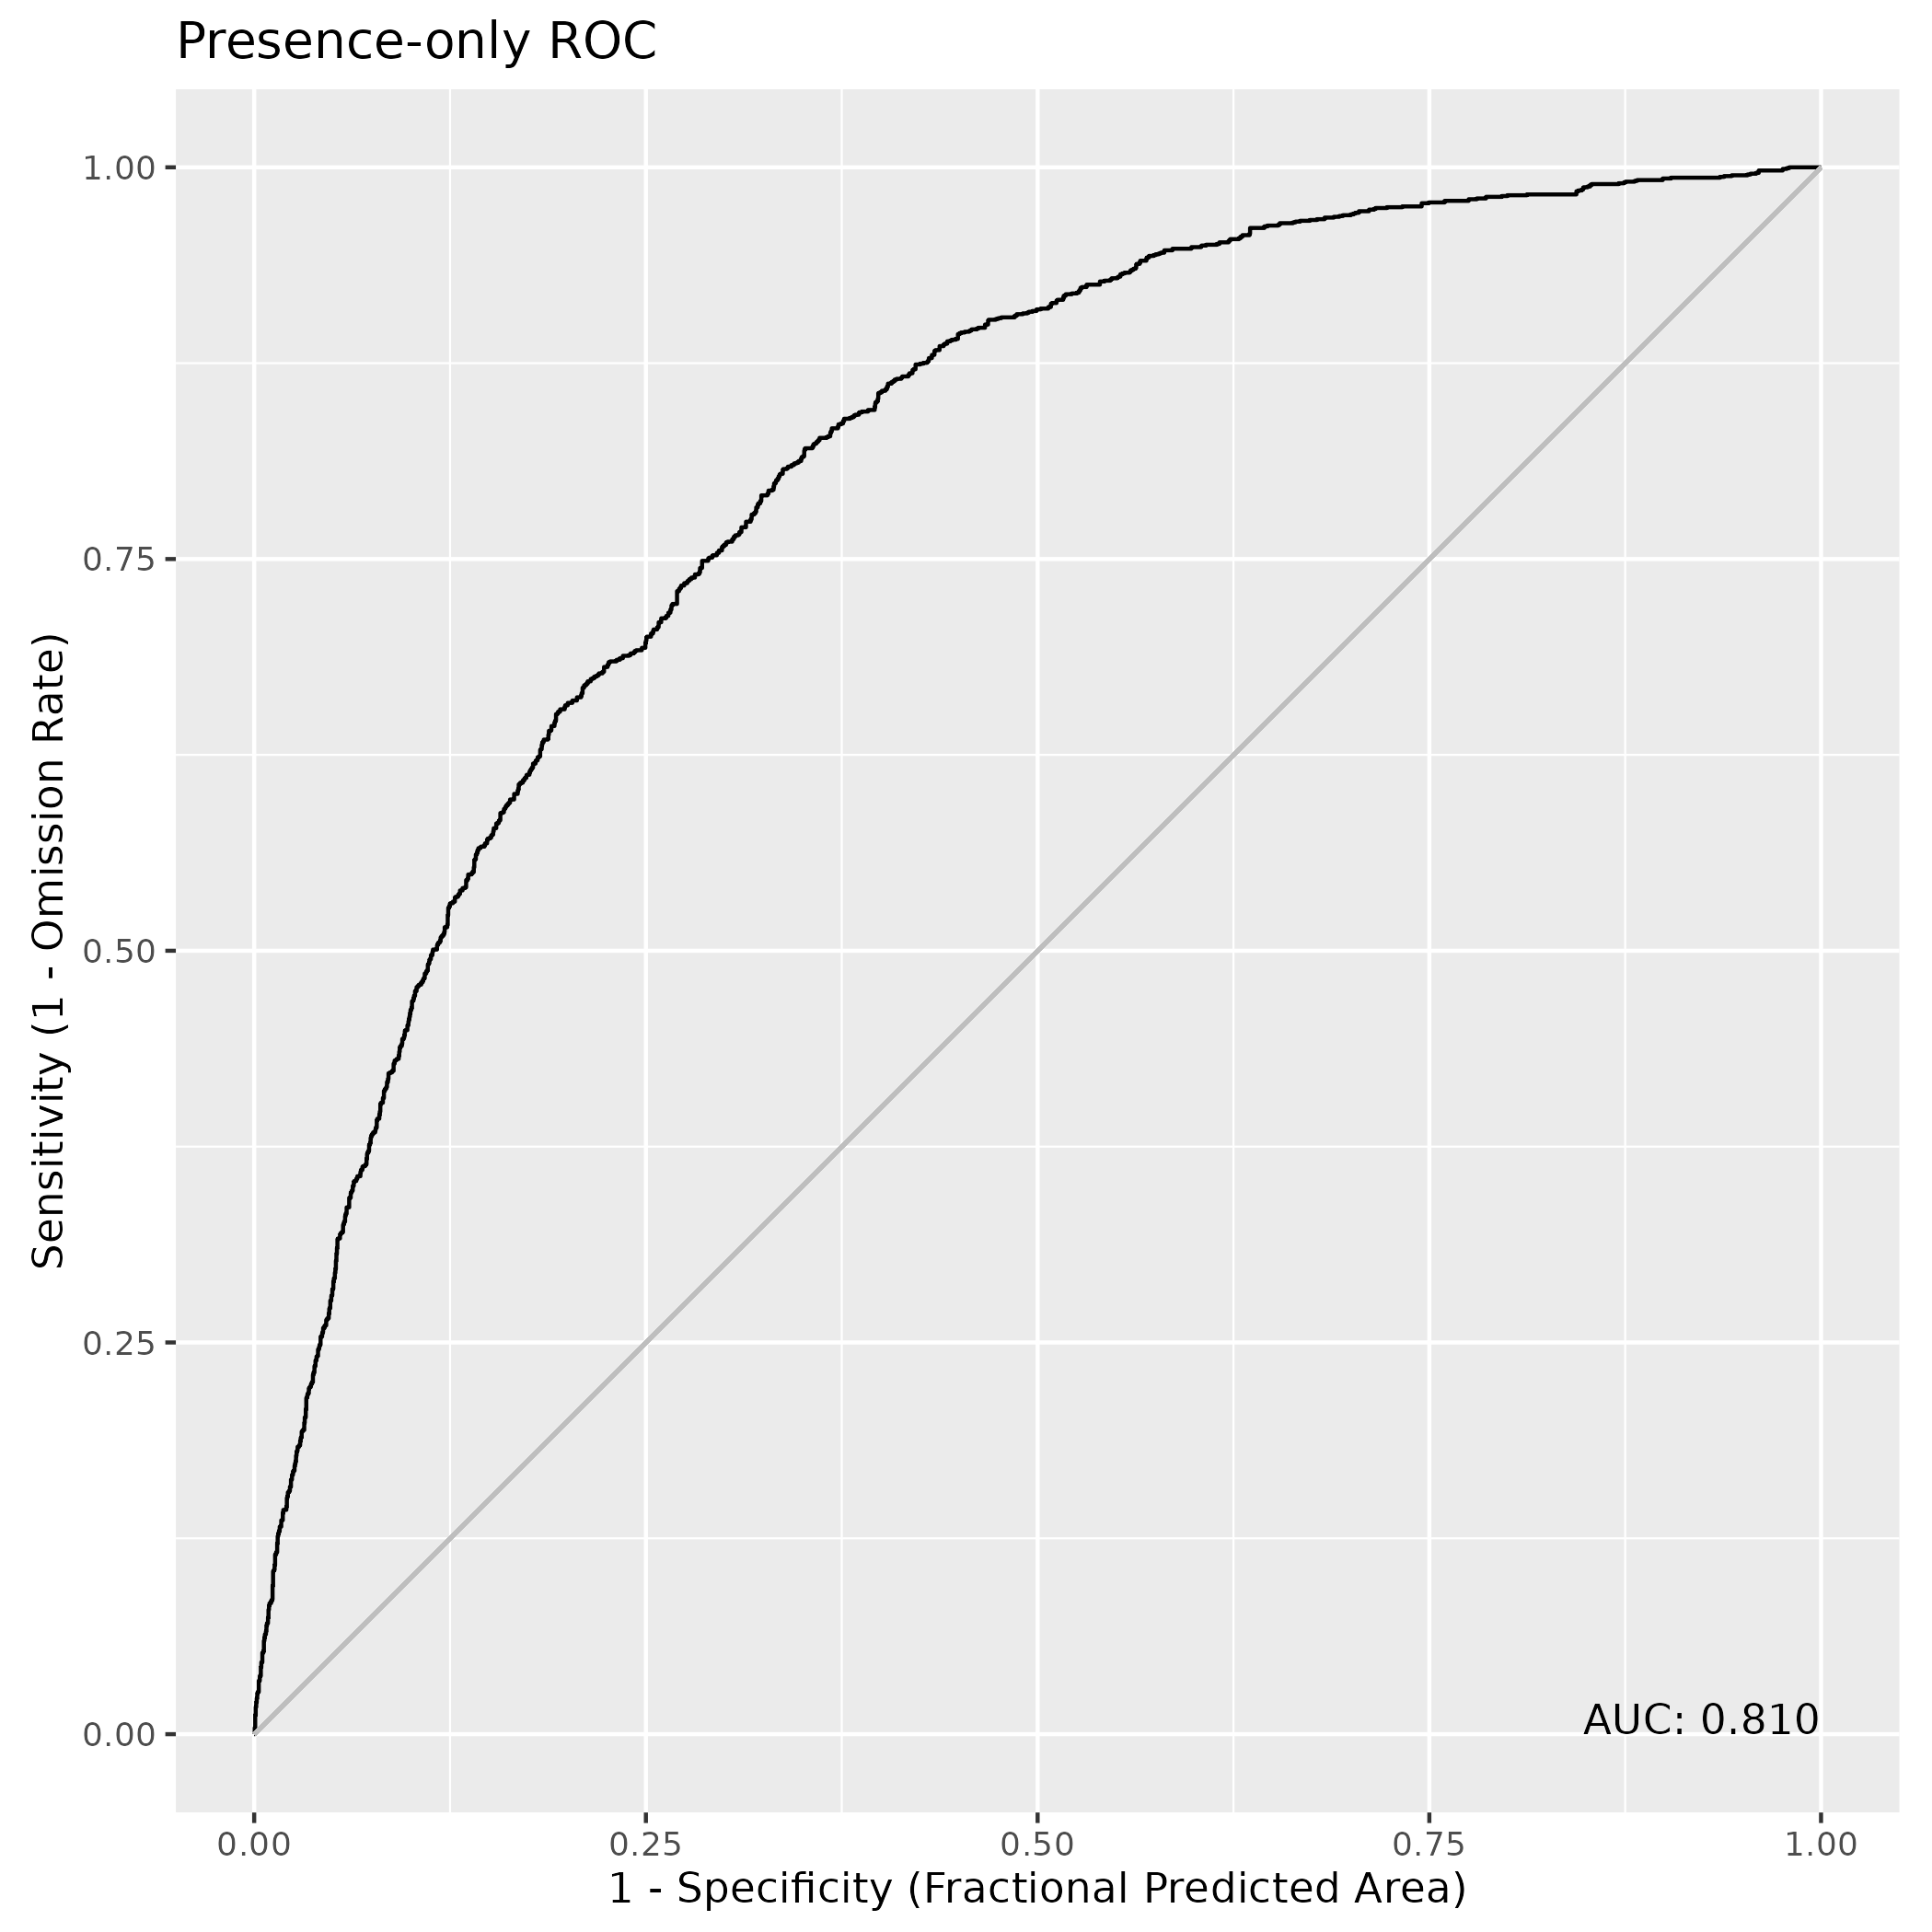 Presence-only ROC
Sensitivity (1 - Omission Rate)
1.00
0.75
0.50
0.25
0.00
AUC: 0.810
0.00 0.25 0.50 0.75 1.00
1 - Specificity (Fractional Predicted Area)